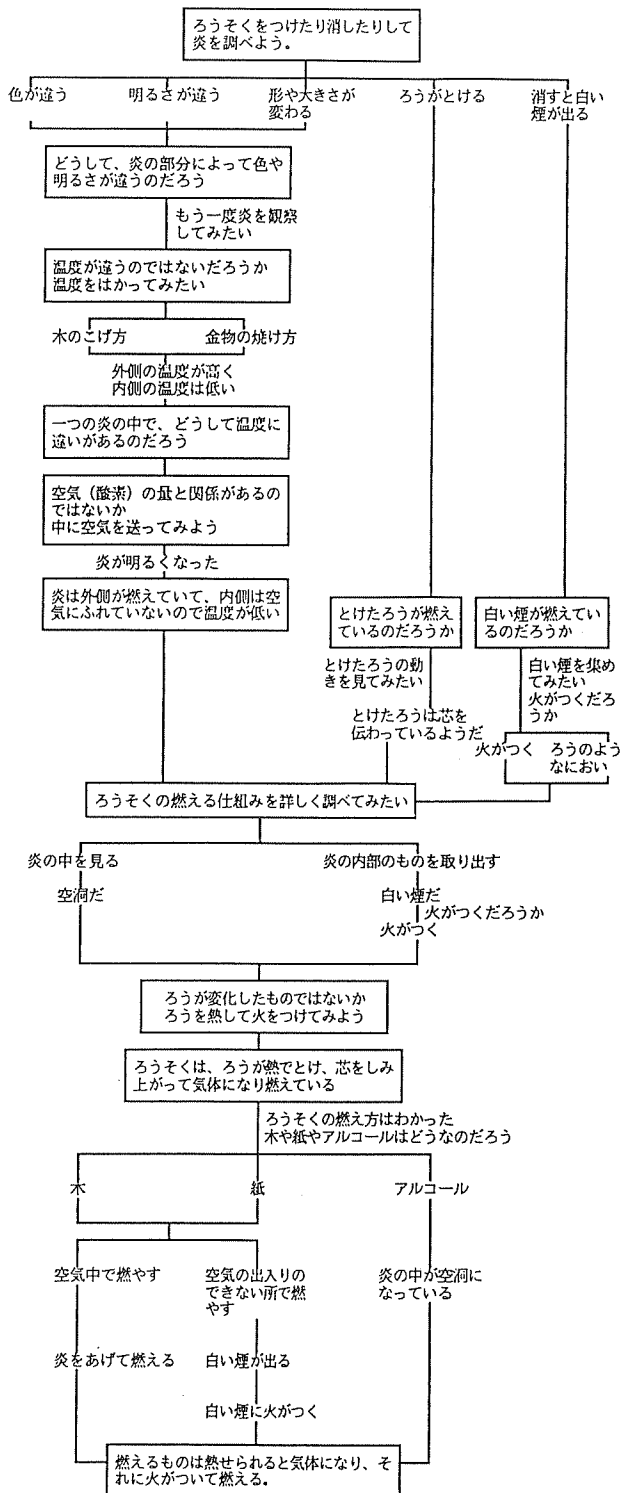 ろうそくをつけたり消したりして
炎を調べよう。
色が違う
明るさが違う
形や大きさが
変わる
ろうがとける
消すと白い
煙が出る
どうして、炎の部分によって色や
明るさが違うのだろう
もう一度炎を観察
してみたい
温度が違うのではないだろうか
温度をはかってみたい
木のこげ方
金物の焼け方
外側の温度が高く
内側の温度は低い
一つの炎の中で、どうして温度に
違いがあるのだろう
空気（酸素）の量と関係があるの
ではないか
中に空気を送ってみよう
炎が明るくなった
炎は外側が燃えていて、内側は空
気にふれていないので温度が低い
とけたろうが燃え
ているのだろうか
とけたろうの動
きを見てみたい
とけたろうは芯を
伝わっているようだ
白い煙が燃えてい
るのだろうか
白い煙を集め
てみたい
火がつくだろ
うか
火がつく
ろうのよう
なにおい
ろうそくの燃える仕組みを詳しく調べてみたい
炎の中を見る
空洞だ
炎の内部のものを取り出す
白い煙だ
火がつくだろうか
火がつく
ろうが変化したものではないか
ろうを熱して火をつけてみよう
ろうそくは、ろうが熱でとけ、芯をしみ
上がって気体になり燃えている
ろうそくの燃え方はわかった
木や紙やアルコールはどうなのだろう
木
紙
アルコール
空気中で燃やす
炎をあげて燃える
空気の出入りの
できない所で燃
やす
白い煙が出る
白い煙に火がつく
炎の中が空洞に
なっている
燃えるものは熱せられると気体になり、そ
れに火がついて燃える。